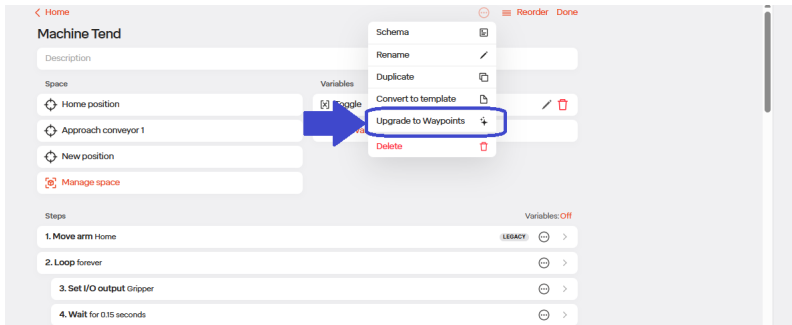 Home
Reorder Done
Machine Tend
Description
Schema
Rename
Duplicate
Convert to template
Upgrade to Waypoints
Delete
Space
Home position
Approach conveyor 1
New position
Manage space
Variables
Toggle
Steps
Variables: Off
1. Move arm Home
LEGACY
2. Loop forever
3. Set I/O output Gripper
4. Wait for 0.15 seconds